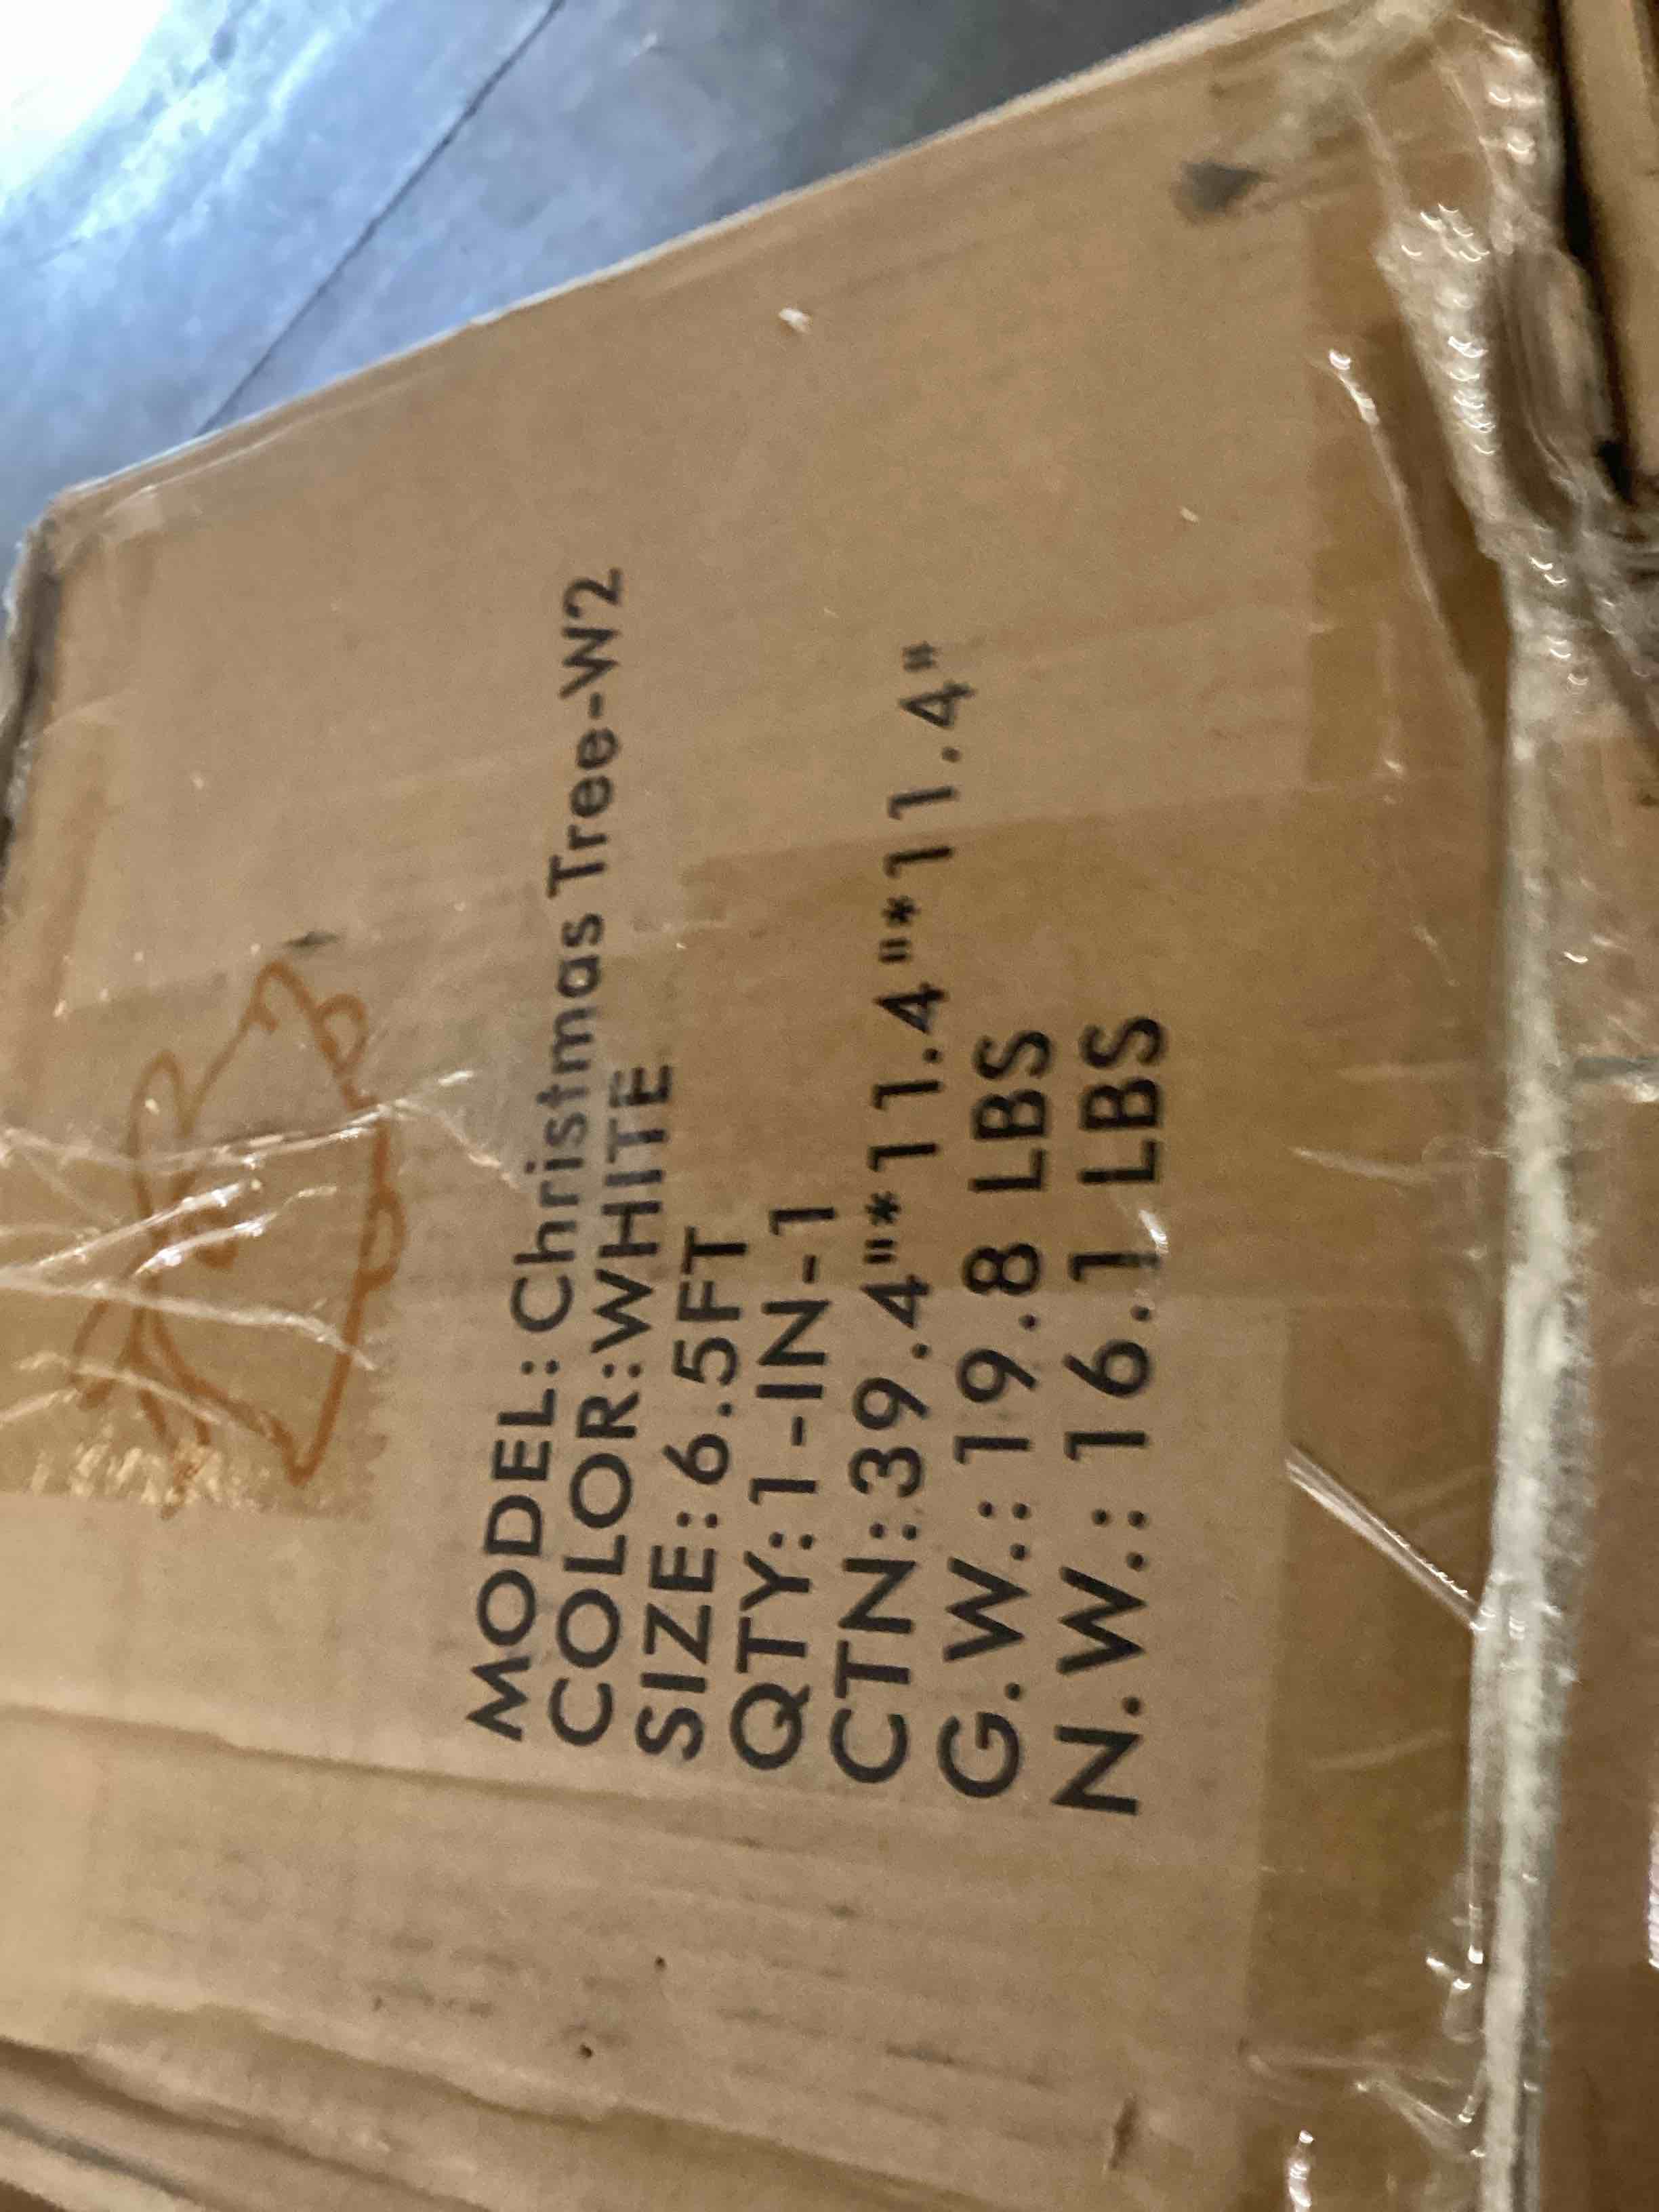 MODEL: Christmas Tree-W2
COLOR:WHITE
SIZE:6.5FT
QTY:1-IN-1
CTN:39.4"*11.4"*11.4"
G.W.:19.8 LBS
N.W.:16.1 LBS